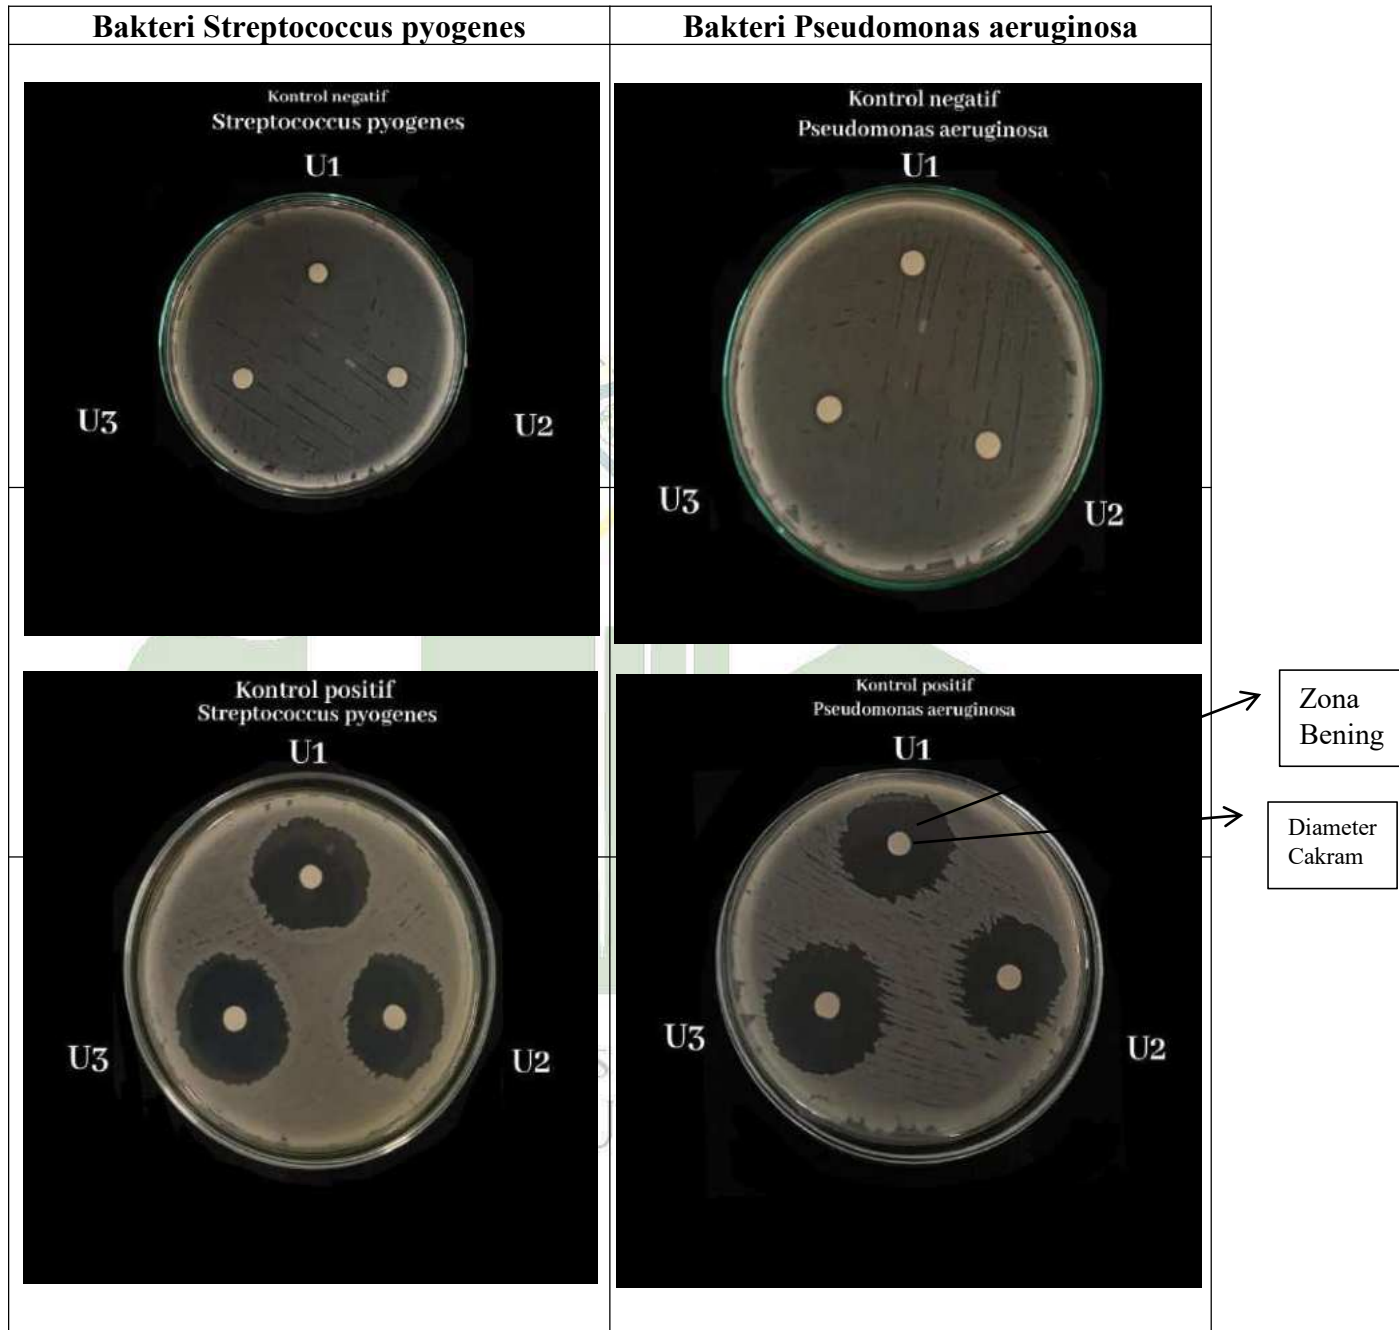 Bakteri Streptococcus pyogenes
Bakteri Pseudomonas aeruginosa
Kontrol negatif
Streptococcus pyogenes
U1
U3
U2
Kontrol negatif
Pseudomonas aeruginosa
U1
U3
U2
Kontrol positif
Streptococcus pyogenes
U1
U3
U2
Kontrol positif
Pseudomonas aeruginosa
U1
U3
U2
Zona
Bening
Diameter
Cakram